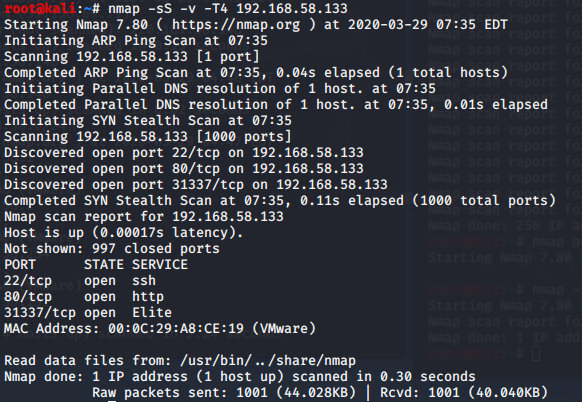 root@kali:~# nmap -sS -v -T4 192.168.58.133
Starting Nmap 7.80 ( https://nmap.org ) at 2020-03-29 07:35 EDT
Initiating ARP Ping Scan at 07:35
Scanning 192.168.58.133 [1 port]
Completed ARP Ping Scan at 07:35, 0.04s elapsed (1 total hosts)
Initiating Parallel DNS resolution of 1 host. at 07:35
Completed Parallel DNS resolution of 1 host. at 07:35, 0.01s elapsed
Initiating SYN Stealth Scan at 07:35
Scanning 192.168.58.133 [1000 ports]
Discovered open port 22/tcp on 192.168.58.133
Discovered open port 80/tcp on 192.168.58.133
Discovered open port 31337/tcp on 192.168.58.133
Completed SYN Stealth Scan at 07:35, 0.11s elapsed (1000 total ports)
Nmap scan report for 192.168.58.133
Host is up (0.00017s latency).
Not shown: 997 closed ports
PORT STATE SERVICE
22/tcp open ssh
80/tcp open http
31337/tcp open Elite
MAC Address: 00:0C:29:A8:CE:19 (VMware)
Read data files from: /usr/bin/../share/nmap
Nmap done: 1 IP address (1 host up) scanned in 0.30 seconds
Raw packets sent: 1001 (44.028KB) | Rcvd: 1001 (40.040KB)